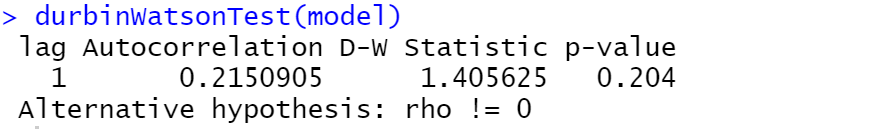 > durbinWatsonTest(model)
lag Autocorrelation D-W Statistic p-value
1 0.2150905 1.405625 0.204
Alternative hypothesis: rho != 0